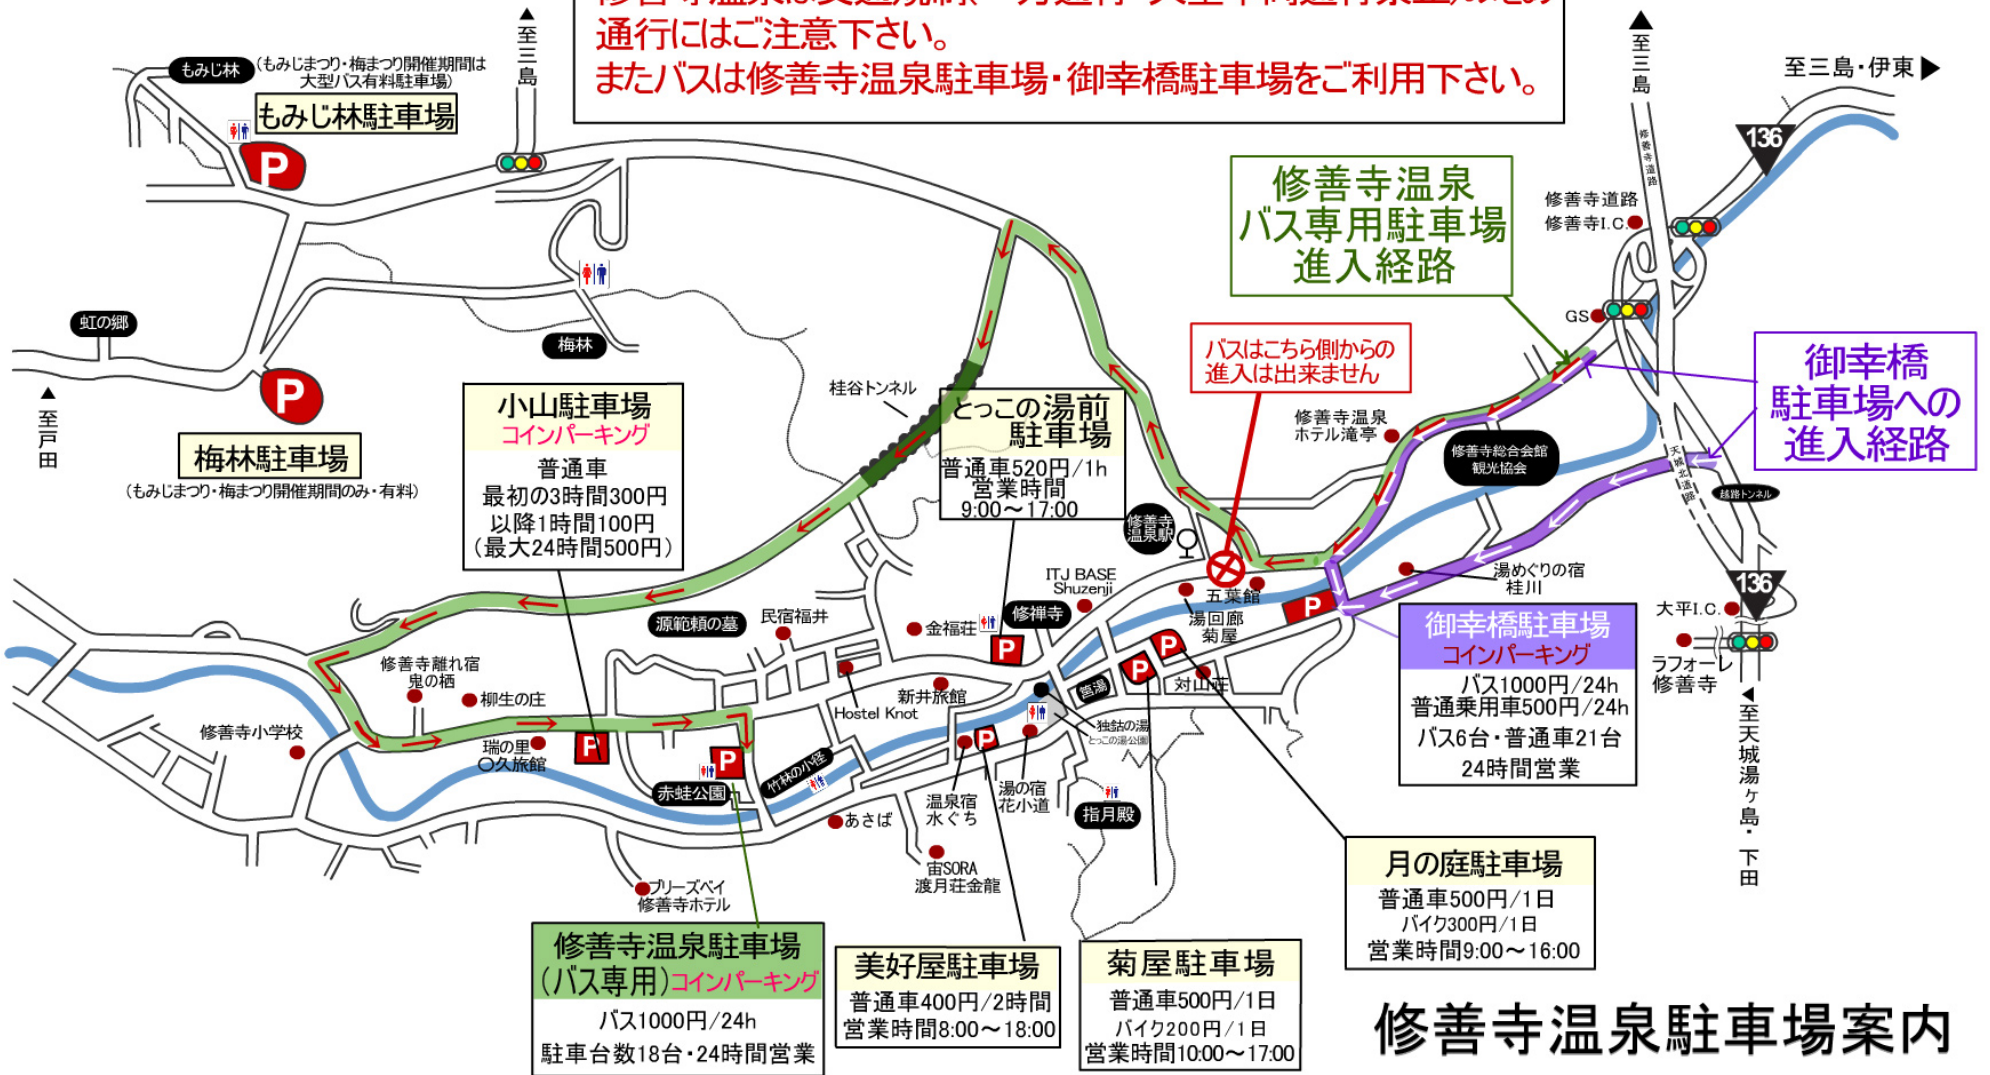 通行にはご注意下さい。
またバスは修善寺温泉駐車場・御幸橋駐車場をご利用下さい。
至三島
至三島
至三島・伊東
もみじ林
(もみじまつり・梅まつり開催期間は
大型バス有料駐車場)
もみじ林駐車場
P
136
修善寺道路
修善寺道路
修善寺I.C.
修善寺温泉
バス専用駐車場
進入経路
GS
虹の郷
梅林
至戸田
P
梅林駐車場
(もみじまつり・梅まつり開催期間のみ・有料)
バスはこちら側からの
進入は出来ません
御幸橋
駐車場への
進入経路
小山駐車場
コインパーキング
普通車
最初の3時間300円
以降1時間100円
(最大24時間500円)
桂谷トンネル
とっこの湯前
駐車場
普通車520円/1h
営業時間
9:00～17:00
修善寺温泉
ホテル滝亭
修善寺総合会館
観光協会
天城北道路
越路トンネル
修善寺
温泉駅
ITJ BASE
Shuzenji
五葉館
湯回廊
菊屋
P
湯めぐりの宿
桂川
136
大平I.C.
ラフォーレ
修善寺
至天城湯ヶ島・下田
御幸橋駐車場
コインパーキング
バス1000円/24h
普通乗用車500円/24h
バス6台・普通車21台
24時間営業
源範頼の墓
民宿福井
金福荘
修禅寺
P
P
P
筥湯
対山荘
新井旅館
Hostel Knot
独鈷の湯
とっこの湯公園
修善寺離れ宿
鬼の栖
柳生の庄
修善寺小学校
瑞の里
〇久旅館
P
P
赤蛙公園
竹林の小径
P
温泉宿
水ぐち
湯の宿
花小道
指月殿
あさば
宙SORA
渡月荘金龍
ブリーズベイ
修善寺ホテル
月の庭駐車場
普通車500円/1日
バイク300円/1日
営業時間9:00～16:00
修善寺温泉駐車場
(バス専用)コインパーキング
バス1000円/24h
駐車台数18台・24時間営業
美好屋駐車場
普通車400円/2時間
営業時間8:00～18:00
菊屋駐車場
普通車500円/1日
バイク200円/1日
営業時間10:00～17:00
修善寺温泉駐車場案内